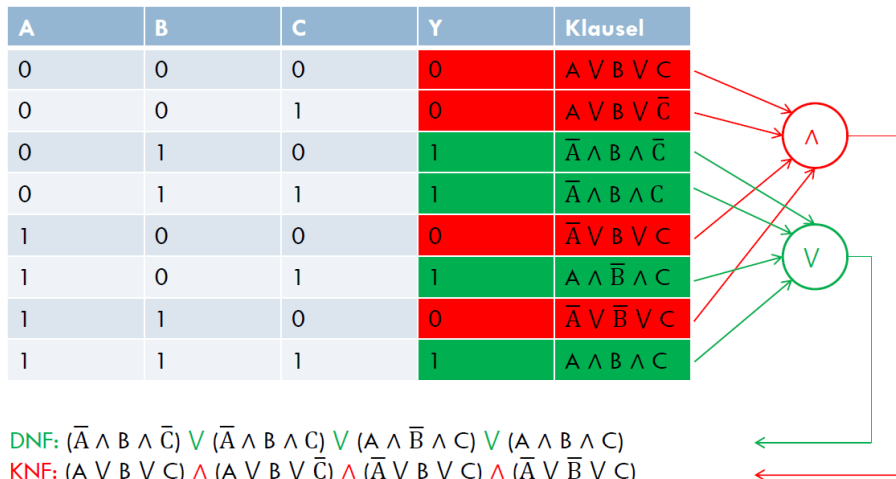 A B C Y Klausel
0 0 0 0 A ⋁ B ⋁ C
0 0 1 0 A ⋁ B ⋁ C̅
0 1 0 1 A̅ ∧ B ∧ C̅
0 1 1 1 A̅ ∧ B ∧ C
1 0 0 0 A̅ ⋁ B ⋁ C
1 0 1 1 A ∧ B̅ ∧ C
1 1 0 0 A̅ ⋁ B̅ ⋁ C
1 1 1 1 A ∧ B ∧ C
∧
⋁
DNF: (A̅ ∧ B ∧ C̅) ⋁ (A̅ ∧ B ∧ C) ⋁ (A ∧ B̅ ∧ C) ⋁ (A ∧ B ∧ C)
KNF: (A ⋁ B ⋁ C) ∧ (A ⋁ B ⋁ C̅) ∧ (A̅ ⋁ B ⋁ C) ∧ (A̅ ⋁ B̅ ⋁ C)